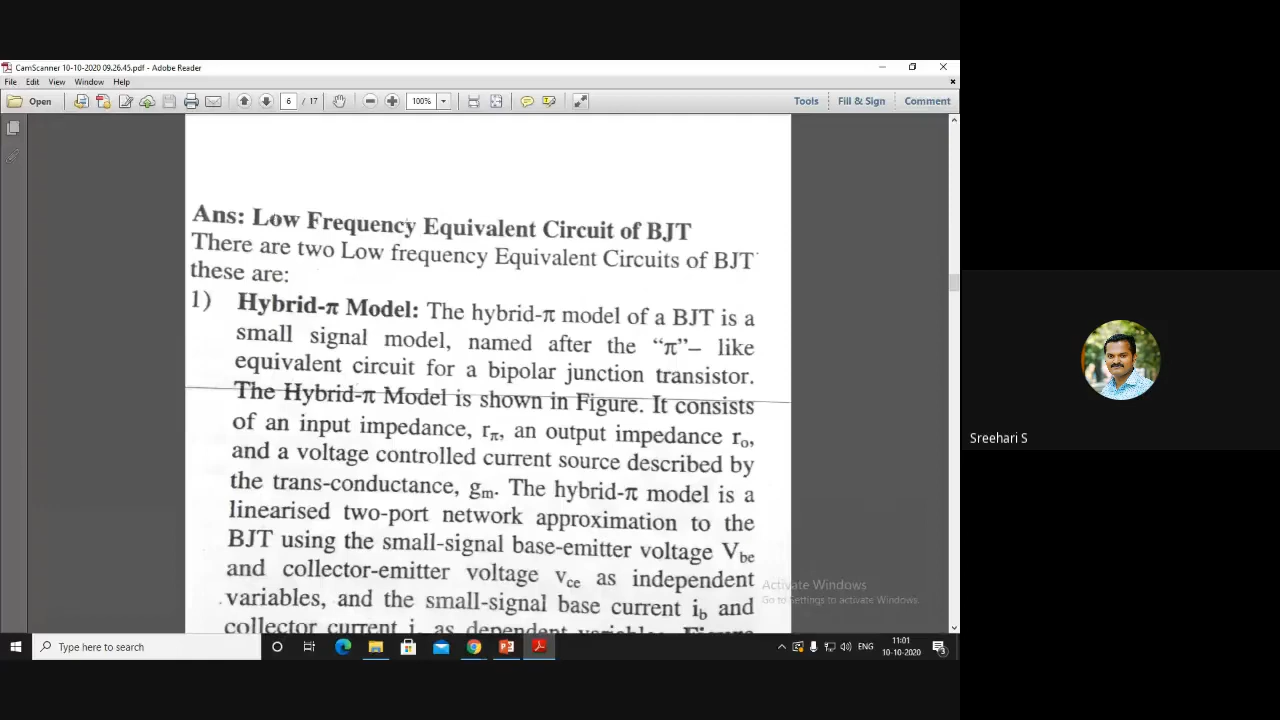 CamScanner 10-10-2020 09.26.45.pdf - Adobe Reader
File Edit View Window Help
Open 6 / 17 100% Tools Fill & Sign Comment
Ans: Low Frequency Equivalent Circuit of BJT
There are two Low frequency Equivalent Circuits of BJT
these are:
1) Hybrid-π Model: The hybrid-π model of a BJT is a
small signal model, named after the “π”– like
equivalent circuit for a bipolar junction transistor.
The Hybrid-π Model is shown in Figure. It consists
of an input impedance, rπ, an output impedance ro,
and a voltage controlled current source described by
the trans-conductance, gm. The hybrid-π model is a
linearised two-port network approximation to the
BJT using the small-signal base-emitter voltage Vbe
and collector-emitter voltage vce as independent
variables, and the small-signal base current ib and
collector current i as dependent variables. Figure
Activate Windows
Go to Settings to activate Windows.
Sreehari S
Type here to search
ENG
11:01
10-10-2020
3